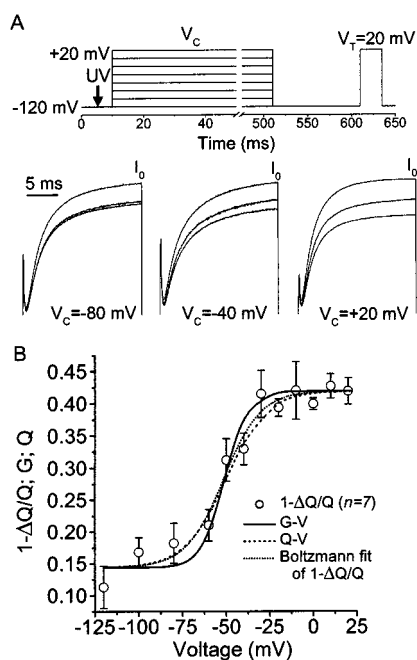 A
V_C
V_T=20 mV
+20 mV
UV
-120 mV
0 20 40 500 550 600 650
Time (ms)
5 ms
I_0
I_0
I_0
V_C=-80 mV
V_C=-40 mV
V_C=+20 mV
B
1-ΔQ/Q; G; Q
0.45
0.40
0.35
0.30
0.25
0.20
0.15
0.10
1-ΔQ/Q (n=7)
G-V
Q-V
Boltzmann fit
of 1-ΔQ/Q
-125 -100 -75 -50 -25 0 25
Voltage (mV)